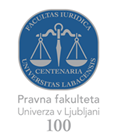 FACULTAS IURIDICA
CENTENARIA
UNIVERSITAS LABACENSIS
Pravna fakulteta
Univerza v Ljubljani
100